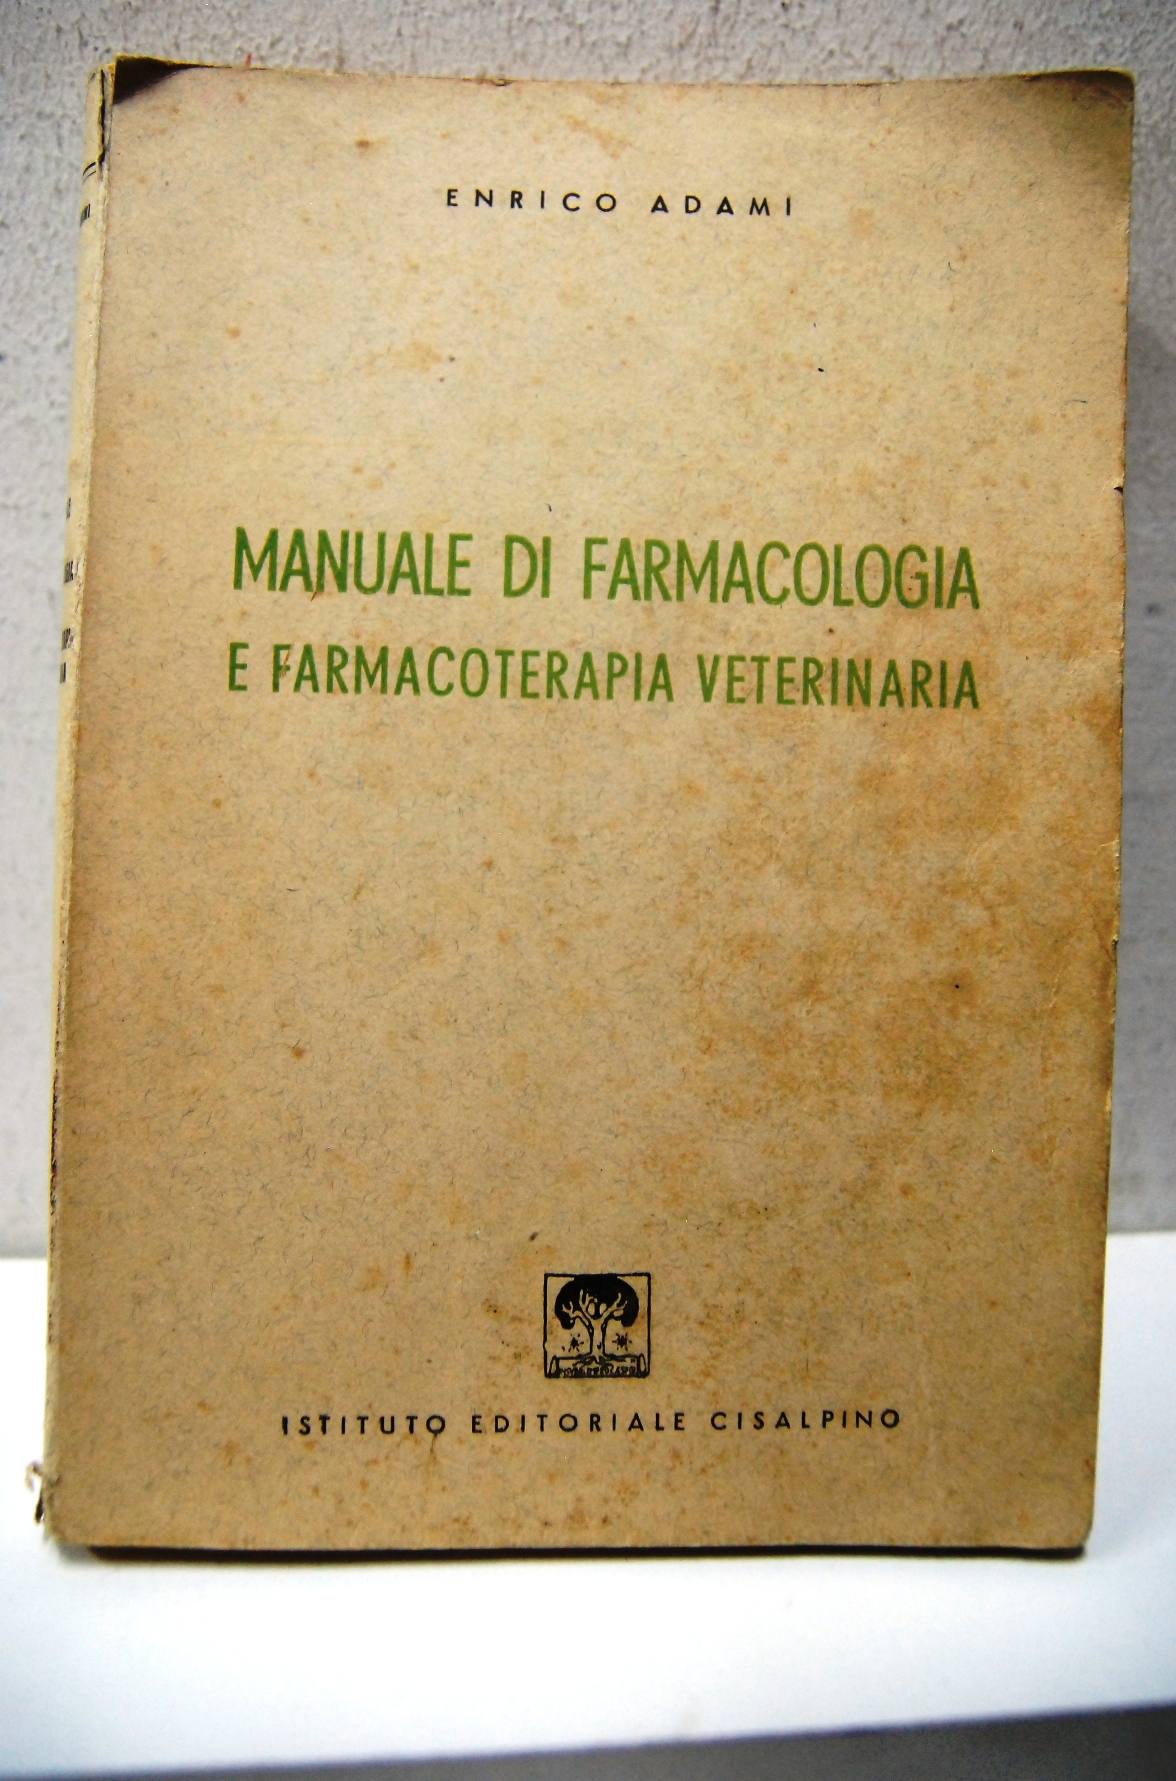 ENRICO ADAMI
MANUALE DI FARMACOLOGIA
E FARMACOTERAPIA VETERINARIA
ISTITUTO EDITORIALE CISALPINO